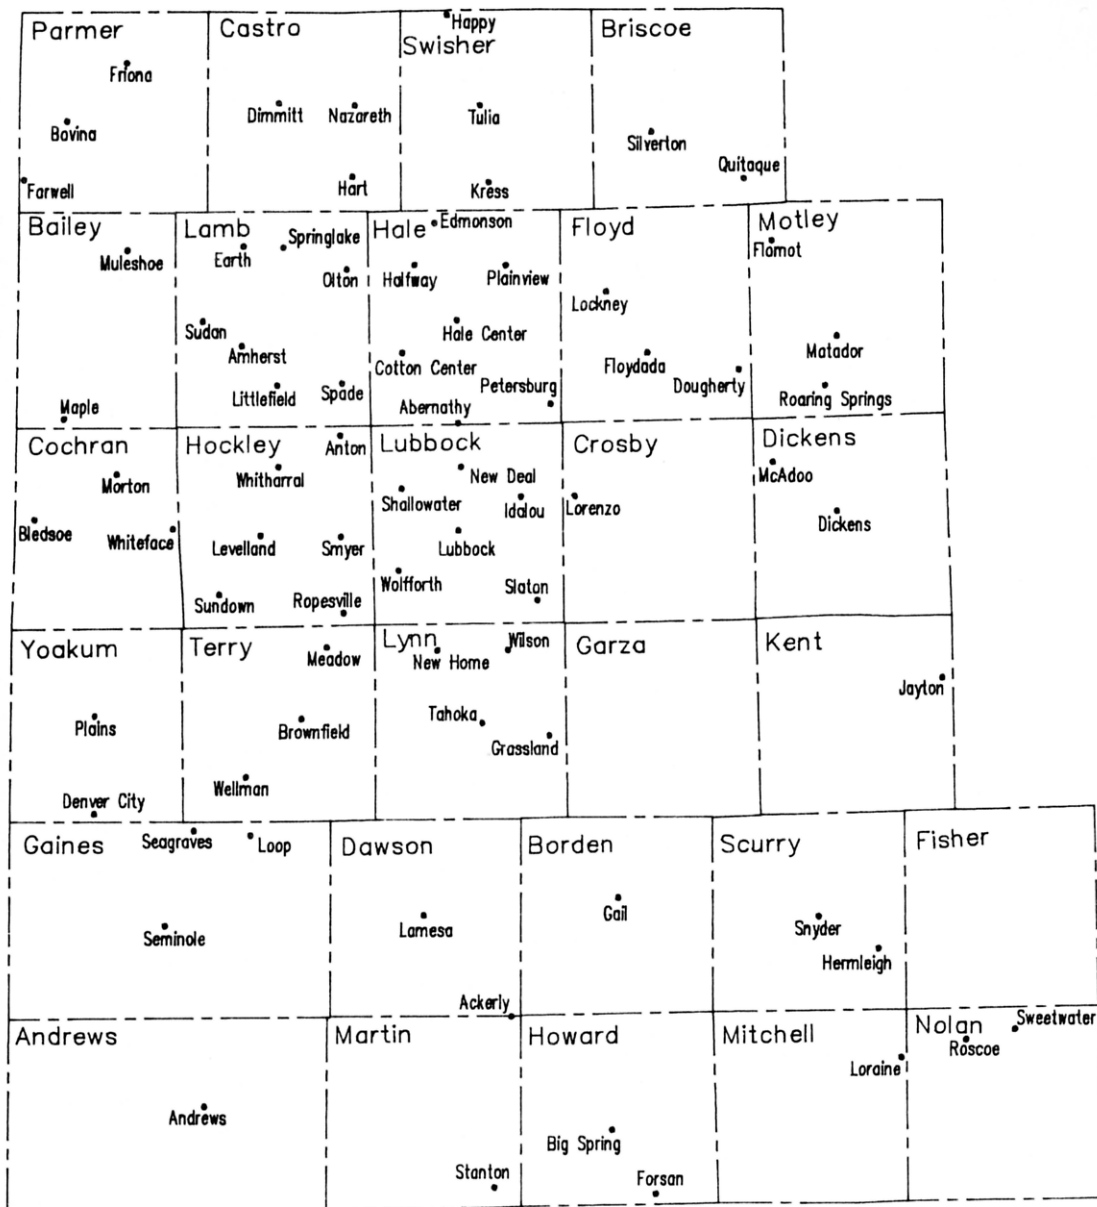 Parmer
Castro
Happy
Swisher
Briscoe
Friona
Dimmitt
Nazareth
Tulia
Bovina
Silverton
Quitaque
Farwell
Hart
Kress
Bailey
Lamb
Springlake
Hale
Edmonson
Floyd
Motley
Muleshoe
Earth
Olton
Halfway
Plainview
Flomot
Lockney
Sudan
Hale Center
Amherst
Cotton Center
Floydada
Matador
Littlefield
Spade
Petersburg
Dougherty
Roaring Springs
Maple
Abernathy
Cochran
Hockley
Anton
Lubbock
Crosby
Dickens
Morton
Whitharral
New Deal
McAdoo
Shallowater
Idalou
Lorenzo
Dickens
Bledsoe
Whiteface
Levelland
Smyer
Lubbock
Wolfforth
Slaton
Sundown
Ropesville
Yoakum
Terry
Meadow
Lynn
New Home
Wilson
Garza
Kent
Jayton
Plains
Brownfield
Tahoka
Grassland
Wellman
Denver City
Gaines
Seagraves
Loop
Dawson
Borden
Scurry
Fisher
Seminole
Lamesa
Gail
Snyder
Hermleigh
Ackerly
Andrews
Martin
Howard
Mitchell
Nolan
Sweetwater
Roscoe
Loraine
Andrews
Big Spring
Stanton
Forsan